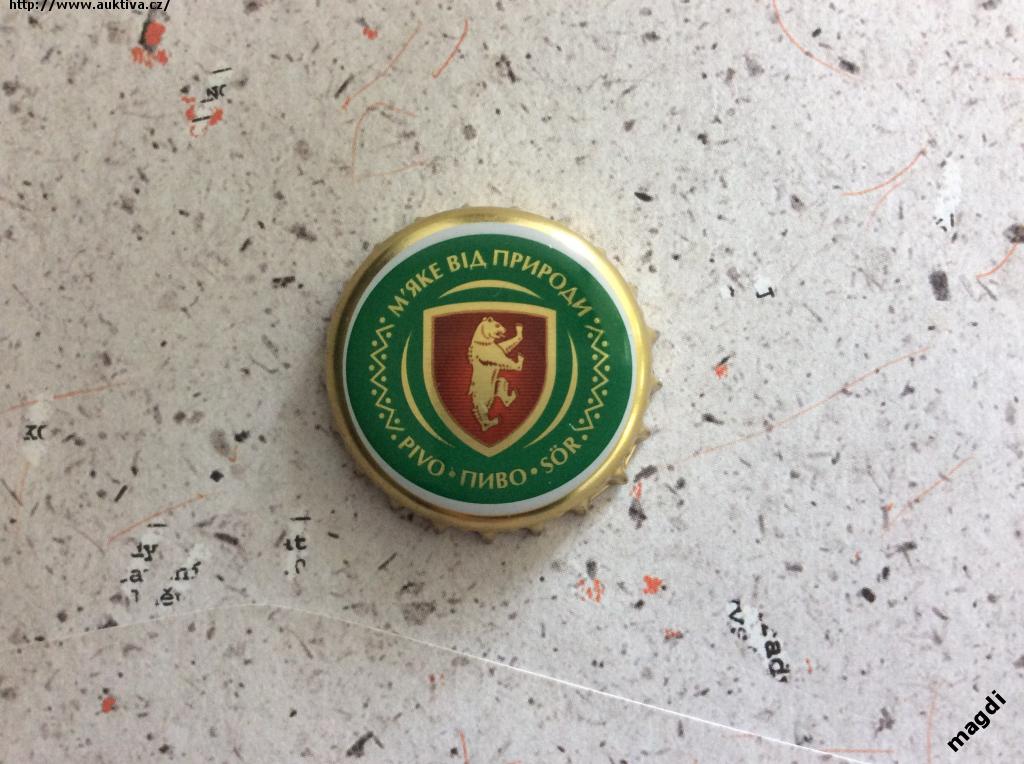 http://www.auktiva.cz/
М'ЯКЕ ВІД ПРИРОДИ
PIVO • ПИВО • SÖR
magdi